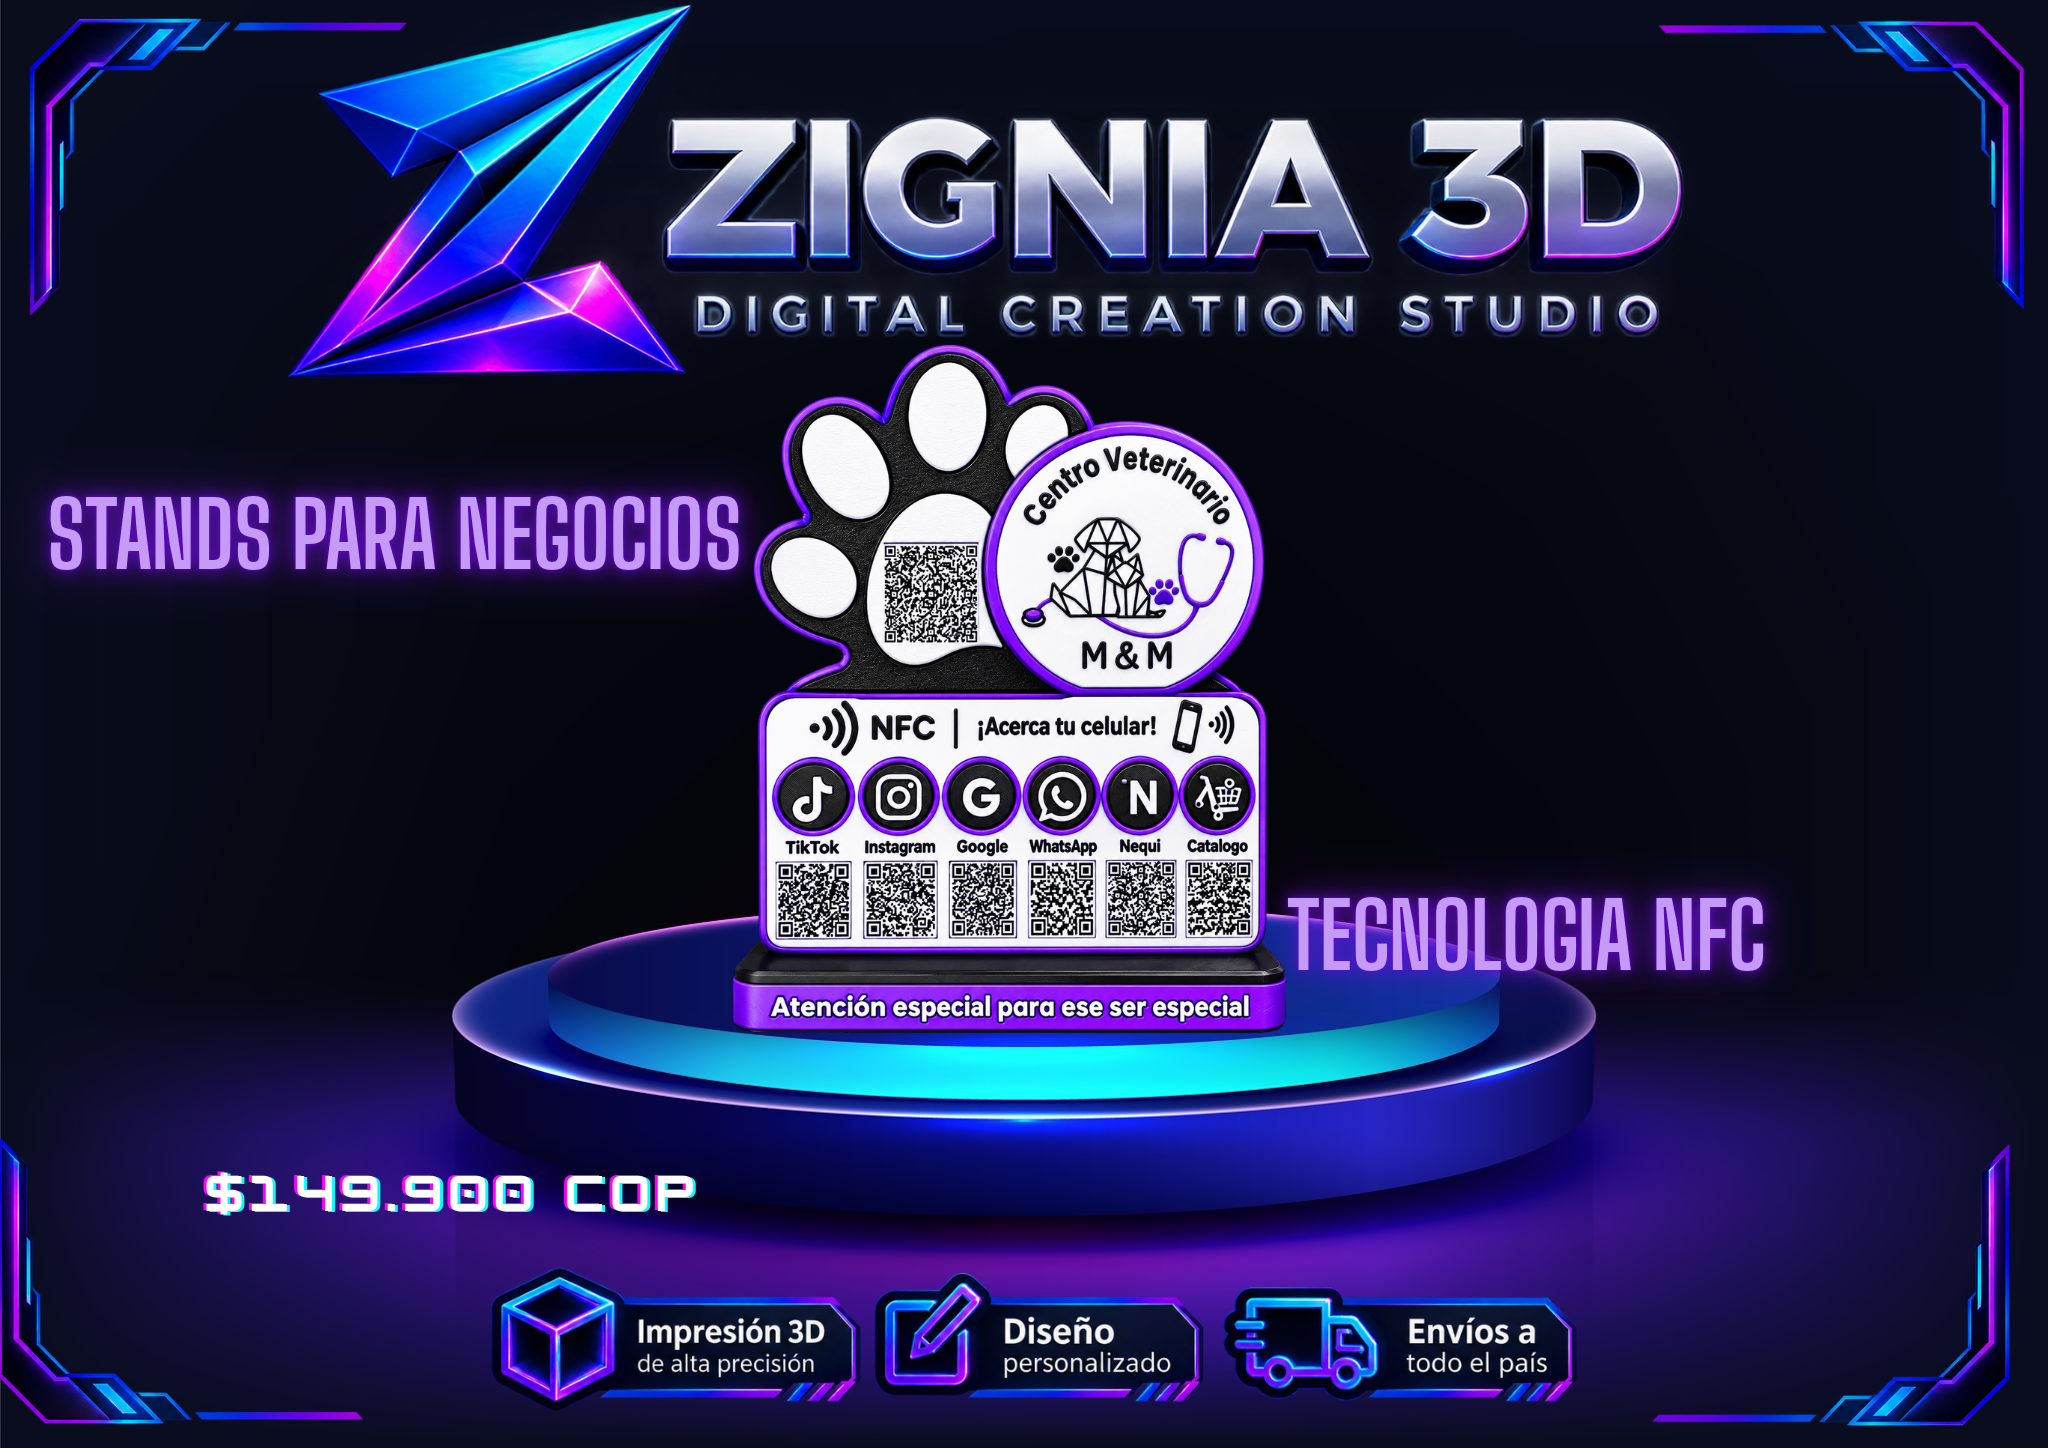 ZIGNIA 3D
DIGITAL CREATION STUDIO
STANDS PARA NEGOCIOS
Centro Veterinario
M & M
NFC | ¡Acerca tu celular!
TikTok Instagram Google WhatsApp Nequi Catalogo
TECNOLOGIA NFC
Atención especial para ese ser especial
$149.900 COP
Impresión 3D
de alta precisión
Diseño
personalizado
Envíos a
todo el país